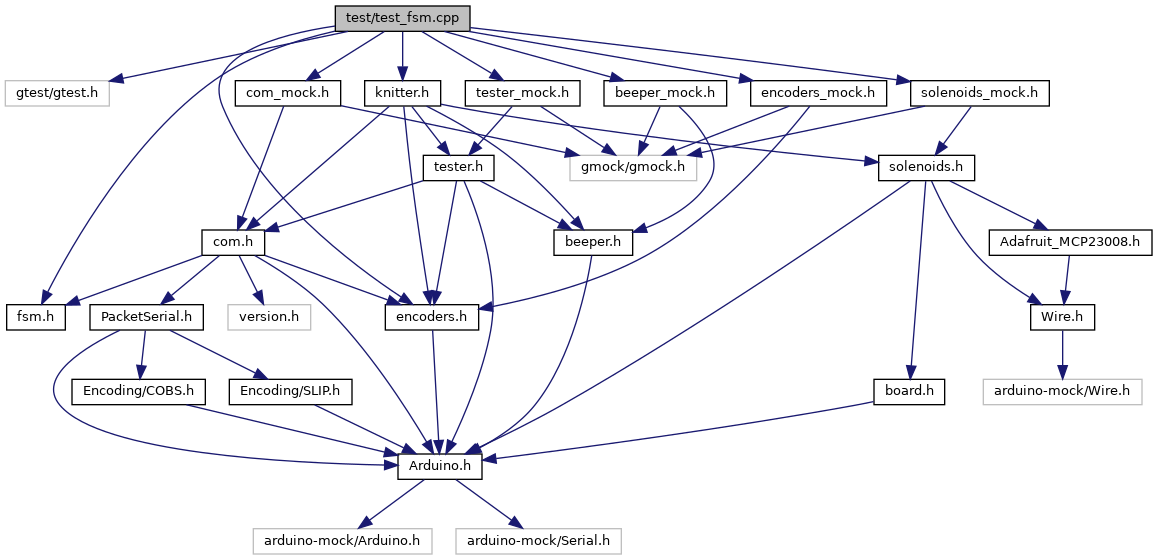 test/test_fsm.cpp
gtest/gtest.h
com_mock.h
knitter.h
tester_mock.h
beeper_mock.h
encoders_mock.h
solenoids_mock.h
tester.h
gmock/gmock.h
solenoids.h
com.h
beeper.h
Adafruit_MCP23008.h
fsm.h
PacketSerial.h
version.h
encoders.h
Wire.h
Encoding/COBS.h
Encoding/SLIP.h
board.h
arduino-mock/Wire.h
Arduino.h
arduino-mock/Arduino.h
arduino-mock/Serial.h